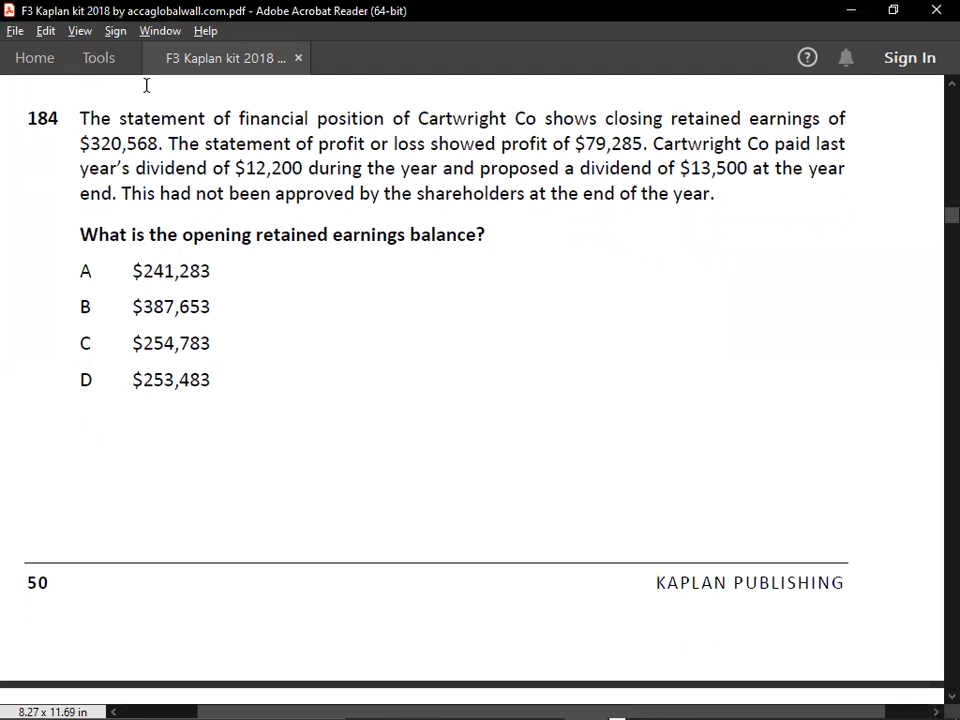 F3 Kaplan kit 2018 by accaglobalwall.com.pdf - Adobe Acrobat Reader (64-bit)
File Edit View Sign Window Help
Home Tools F3 Kaplan kit 2018 ... × ? Sign In
184 The statement of financial position of Cartwright Co shows closing retained earnings of
$320,568. The statement of profit or loss showed profit of $79,285. Cartwright Co paid last
year's dividend of $12,200 during the year and proposed a dividend of $13,500 at the year
end. This had not been approved by the shareholders at the end of the year.
What is the opening retained earnings balance?
A $241,283
B $387,653
C $254,783
D $253,483
50 KAPLAN PUBLISHING
8.27 x 11.69 in